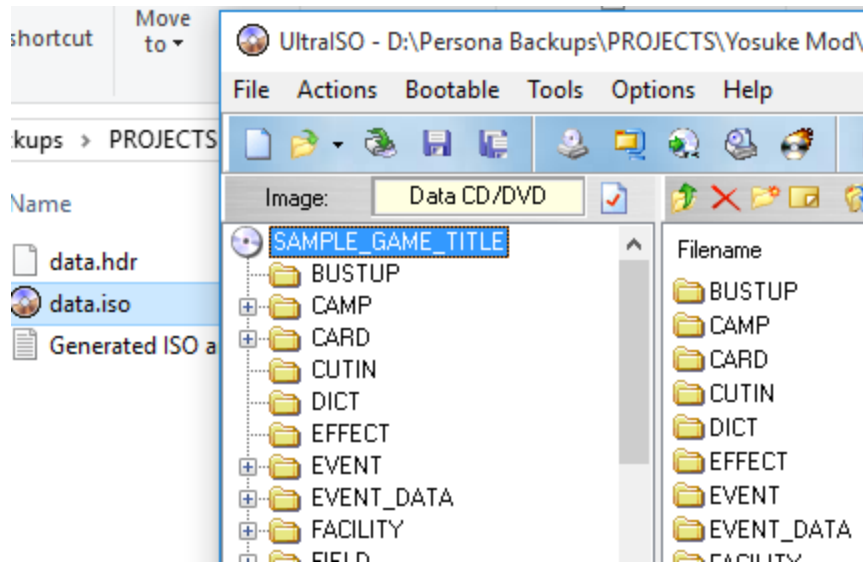 Move
shortcut
to
UltraISO - D:\Persona Backups\PROJECTS\Yosuke Mod\
File Actions Bootable Tools Options Help
kups > PROJECTS
Image: Data CD/DVD
Name
SAMPLE_GAME_TITLE
BUSTUP
CAMP
CARD
CUTIN
DICT
EFFECT
EVENT
EVENT_DATA
FACILITY
FIELD
Filename
BUSTUP
CAMP
CARD
CUTIN
DICT
EFFECT
EVENT
EVENT_DATA
FACILITY
data.hdr
data.iso
Generated ISO a